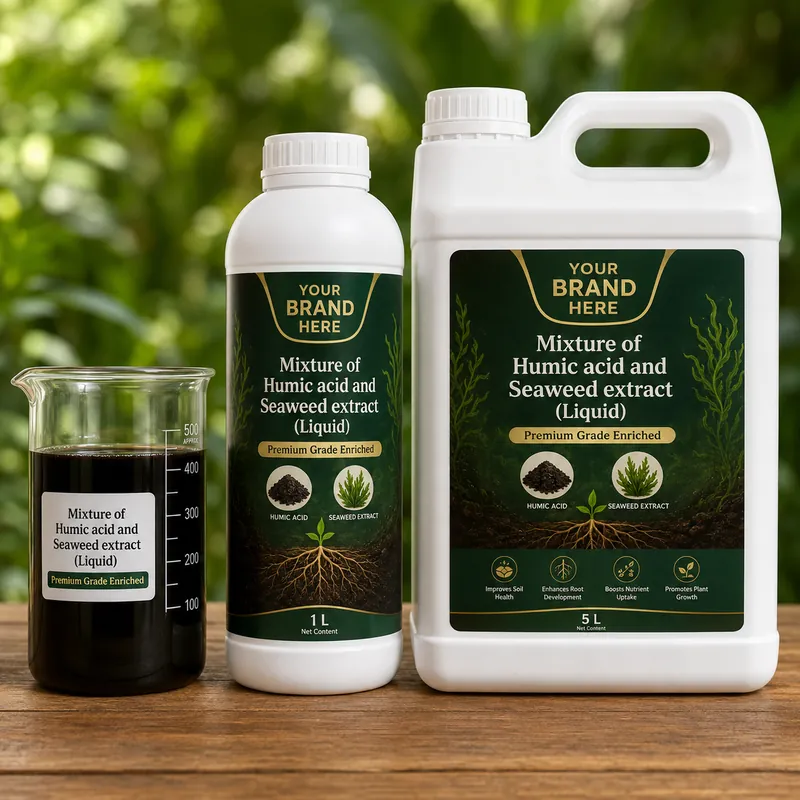 500
APPROX
400
300
200
100
Mixture of
Humic acid and
Seaweed extract
(Liquid)
Premium Grade Enriched
YOUR
BRAND
HERE
Mixture of
Humic acid and
Seaweed extract
(Liquid)
Premium Grade Enriched
HUMIC ACID
SEAWEED EXTRACT
1 L
Net Content
YOUR
BRAND
HERE
Mixture of
Humic acid and
Seaweed extract
(Liquid)
Premium Grade Enriched
HUMIC ACID
SEAWEED EXTRACT
Improves Soil
Health
Enhances Root
Development
Boosts Nutrient
Uptake
Promotes Plant
Growth
5 L
Net Content